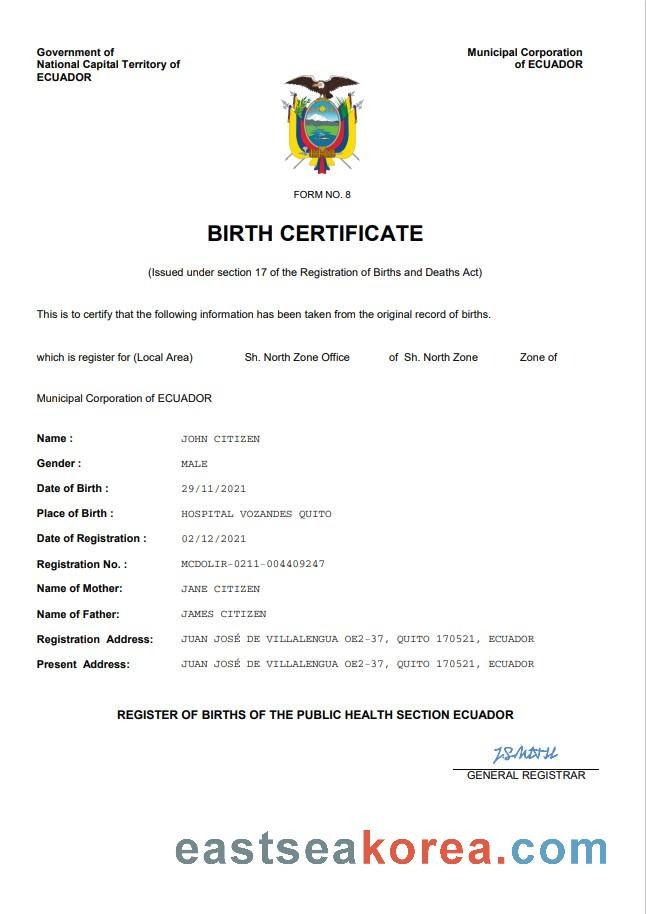 Government of
National Capital Territory of
ECUADOR
Municipal Corporation
of ECUADOR
FORM NO. 8
BIRTH CERTIFICATE
(Issued under section 17 of the Registration of Births and Deaths Act)
This is to certify that the following information has been taken from the original record of births.
which is register for (Local Area) Sh. North Zone Office of Sh. North Zone Zone of
Municipal Corporation of ECUADOR
Name : JOHN CITIZEN
Gender : MALE
Date of Birth : 29/11/2021
Place of Birth : HOSPITAL VOZANDES QUITO
Date of Registration : 02/12/2021
Registration No. : MCDOLIR-0211-004409247
Name of Mother: JANE CITIZEN
Name of Father: JAMES CITIZEN
Registration Address: JUAN JOSÉ DE VILLALENGUA OE2-37, QUITO 170521, ECUADOR
Present Address: JUAN JOSÉ DE VILLALENGUA OE2-37, QUITO 170521, ECUADOR
REGISTER OF BIRTHS OF THE PUBLIC HEALTH SECTION ECUADOR
GENERAL REGISTRAR
eastseakorea.com